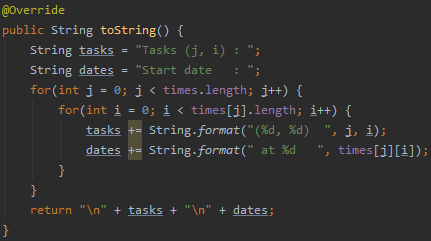 @Override
public String toString() {
    String tasks = "Tasks (j, i) : ";
    String dates = "Start date   : ";
    for(int j = 0; j < times.length; j++) {
        for(int i = 0; i < times[j].length; i++) {
            tasks += String.format("(%d, %d)  ", j, i);
            dates += String.format(" at %d   ", times[j][i]);
        }
    }
    return "\n" + tasks + "\n" + dates;
}